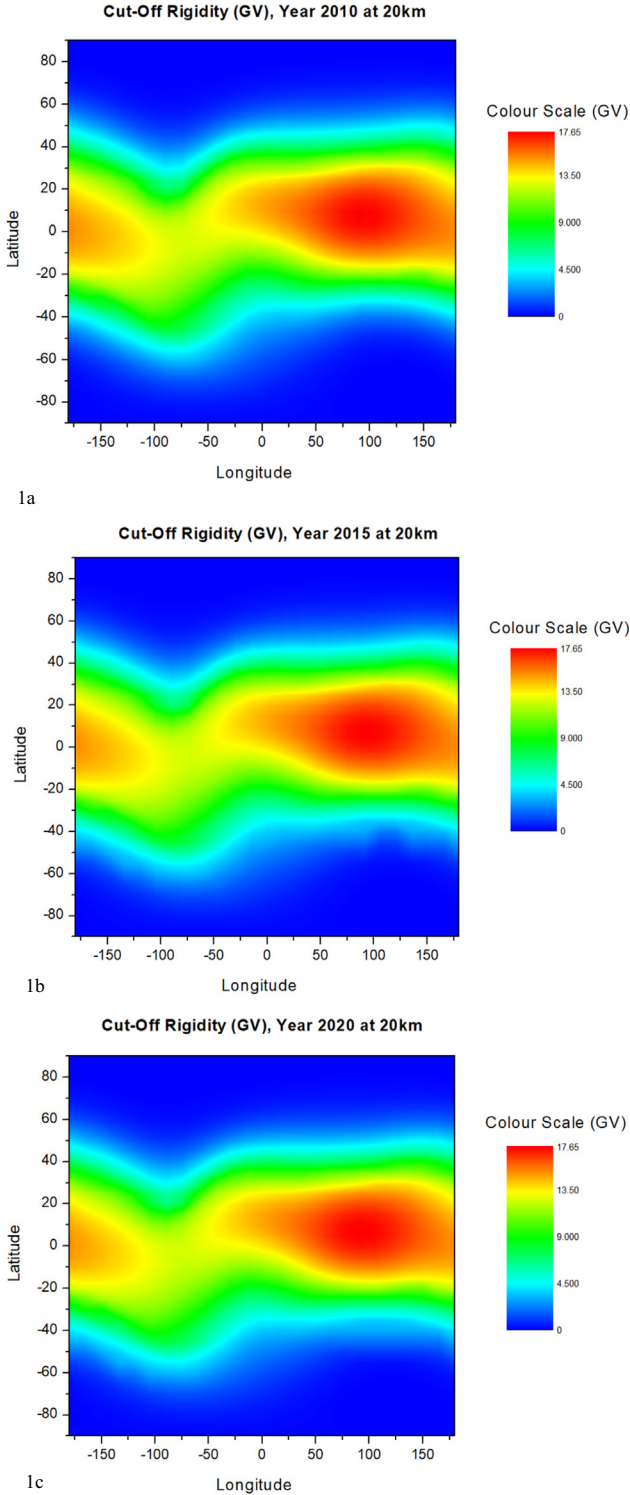 Cut-Off Rigidity (GV), Year 2010 at 20km
Colour Scale (GV)
17.65
13.50
9.000
4.500
0
80
60
40
20
0
-20
-40
-60
-80
Latitude
-150 -100 -50 0 50 100 150
Longitude
1a
Cut-Off Rigidity (GV), Year 2015 at 20km
Colour Scale (GV)
17.65
13.50
9.000
4.500
0
80
60
40
20
0
-20
-40
-60
-80
Latitude
-150 -100 -50 0 50 100 150
Longitude
1b
Cut-Off Rigidity (GV), Year 2020 at 20km
Colour Scale (GV)
17.65
13.50
9.000
4.500
0
80
60
40
20
0
-20
-40
-60
-80
Latitude
-150 -100 -50 0 50 100 150
Longitude
1c